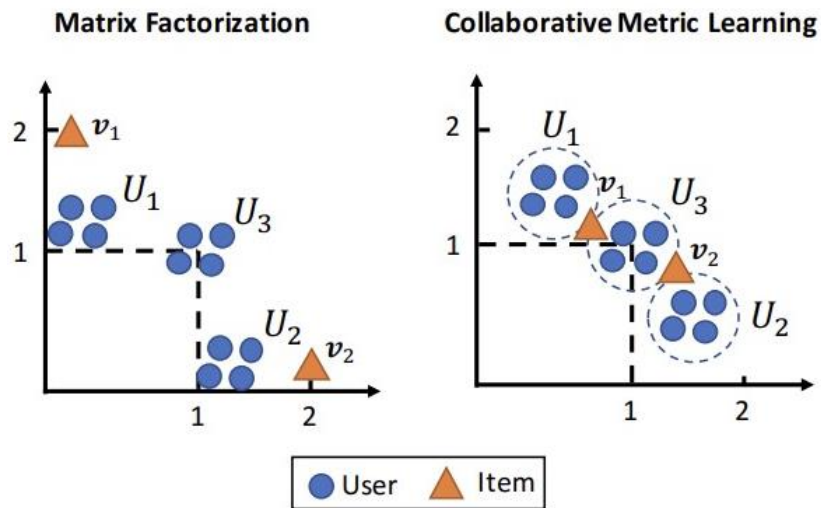 Matrix Factorization
2
v₁
U₁
U₃
1
U₂
v₂
1
2
Collaborative Metric Learning
2
U₁
v₁
U₃
1
v₂
U₂
1
2
User
Item